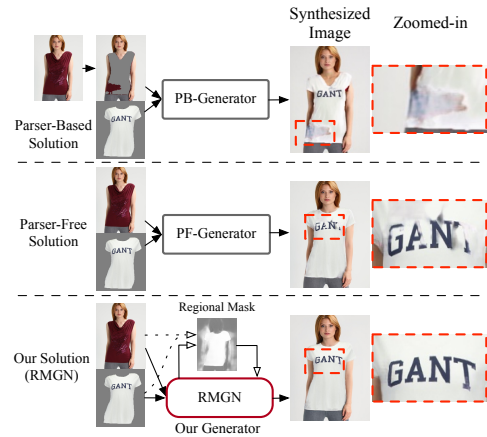 Synthesized
Image
Zoomed-in
GANT
PB-Generator
GANT
Parser-Based
Solution
GANT
Parser-Free
Solution
PF-Generator
GANT
GANT
Regional Mask
Our Solution
(RMGN)
GANT
RMGN
GANT
GANT
Our Generator